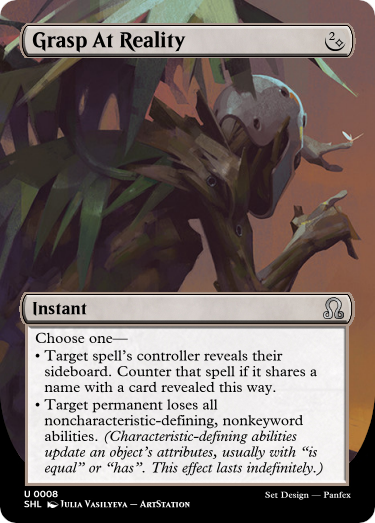 Grasp At Reality
2
Instant
Choose one—
• Target spell's controller reveals their
sideboard. Counter that spell if it shares a
name with a card revealed this way.
• Target permanent loses all
noncharacteristic-defining, nonkeyword
abilities. (Characteristic-defining abilities
update an object's attributes, usually with “is
equal” or “has”. This effect lasts indefinitely.)
U 0008
Set Design — Panfex
SHL Julia Vasilyeva — ArtStation